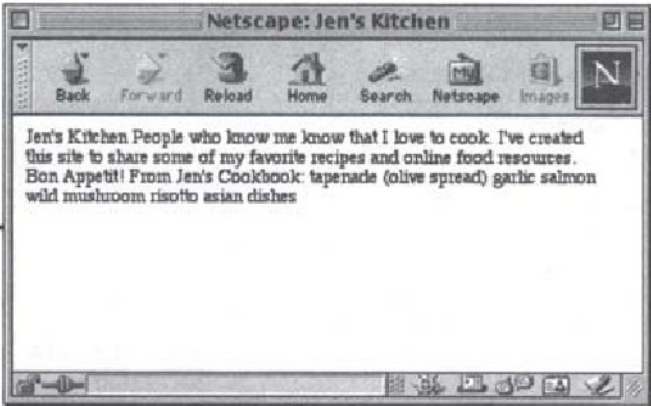 Netscape: Jen's Kitchen
Back Forward Reload Home Search Netscape Images
My
N
Jen's Kitchen People who know me know that I love to cook. I've created
this site to share some of my favorite recipes and online food resources.
Bon Appetit! From Jen's Cookbook: tapenade (olive spread) garlic salmon
wild mushroom risotto asian dishes